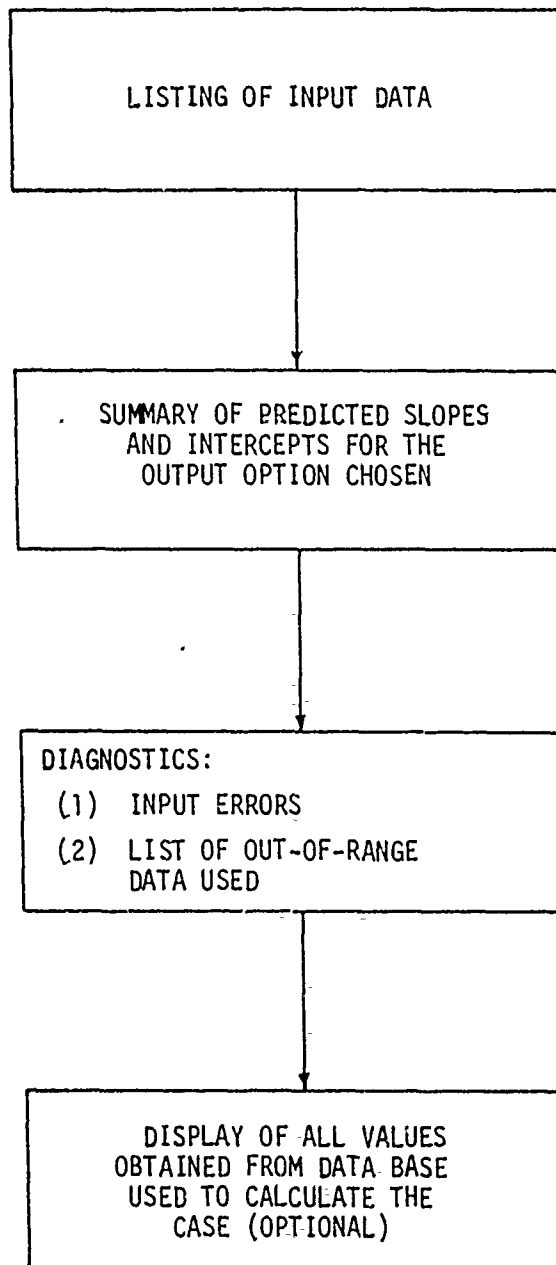 LISTING OF INPUT DATA
SUMMARY OF PREDICTED SLOPES
AND INTERCEPTS FOR THE
OUTPUT OPTION CHOSEN
DIAGNOSTICS:
(1) INPUT ERRORS
(2) LIST OF OUT-OF-RANGE
DATA USED
DISPLAY OF ALL VALUES
OBTAINED FROM DATA BASE
USED TO CALCULATE THE
CASE (OPTIONAL)